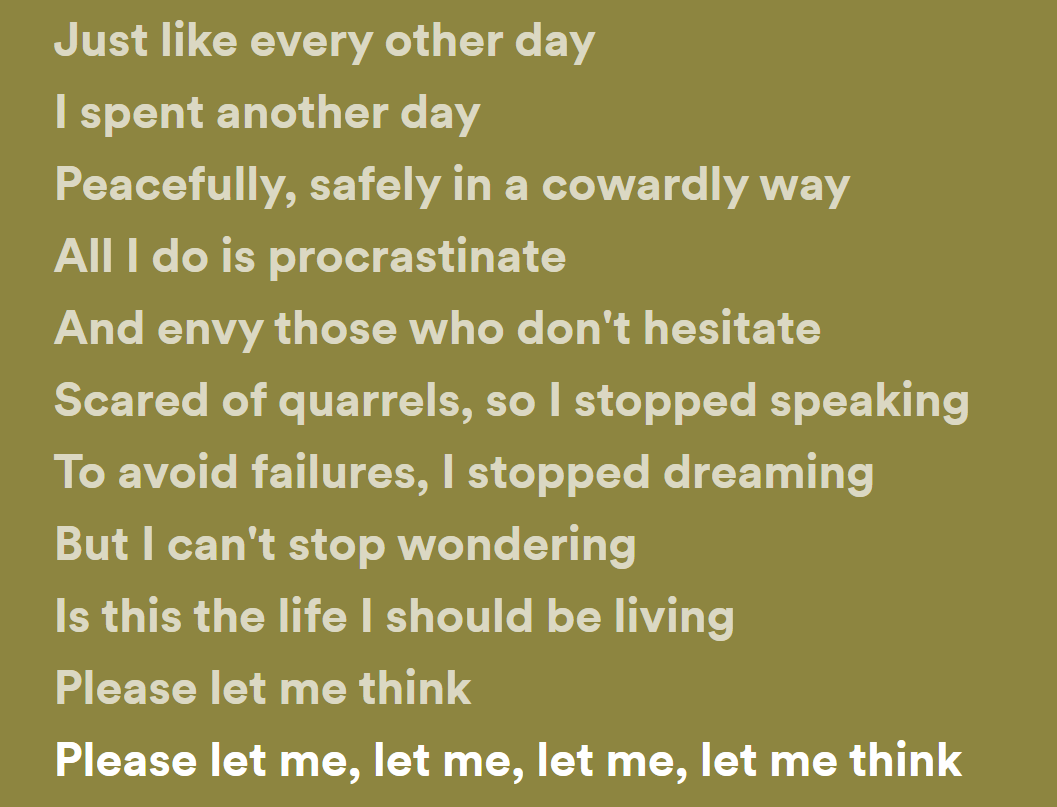 Just like every other day
I spent another day
Peacefully, safely in a cowardly way
All I do is procrastinate
And envy those who don't hesitate
Scared of quarrels, so I stopped speaking
To avoid failures, I stopped dreaming
But I can't stop wondering
Is this the life I should be living
Please let me think
Please let me, let me, let me, let me think